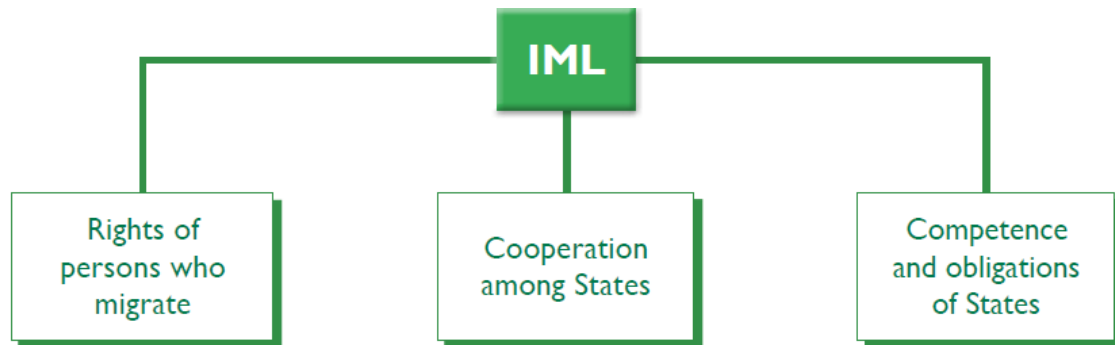 IML
Rights of
persons who
migrate
Cooperation
among States
Competence
and obligations
of States